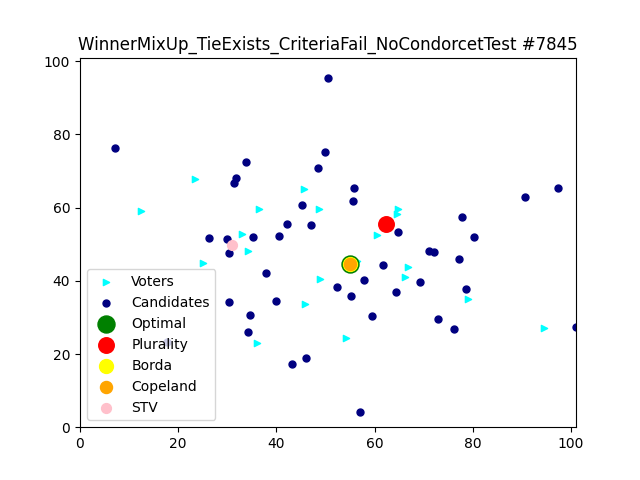 WinnerMixUp_TieExists_CriteriaFail_NoCondorcetTest #7845
100
80
60
40
20
0
Voters
Candidates
Optimal
Plurality
Borda
Copeland
STV
0 20 40 60 80 100